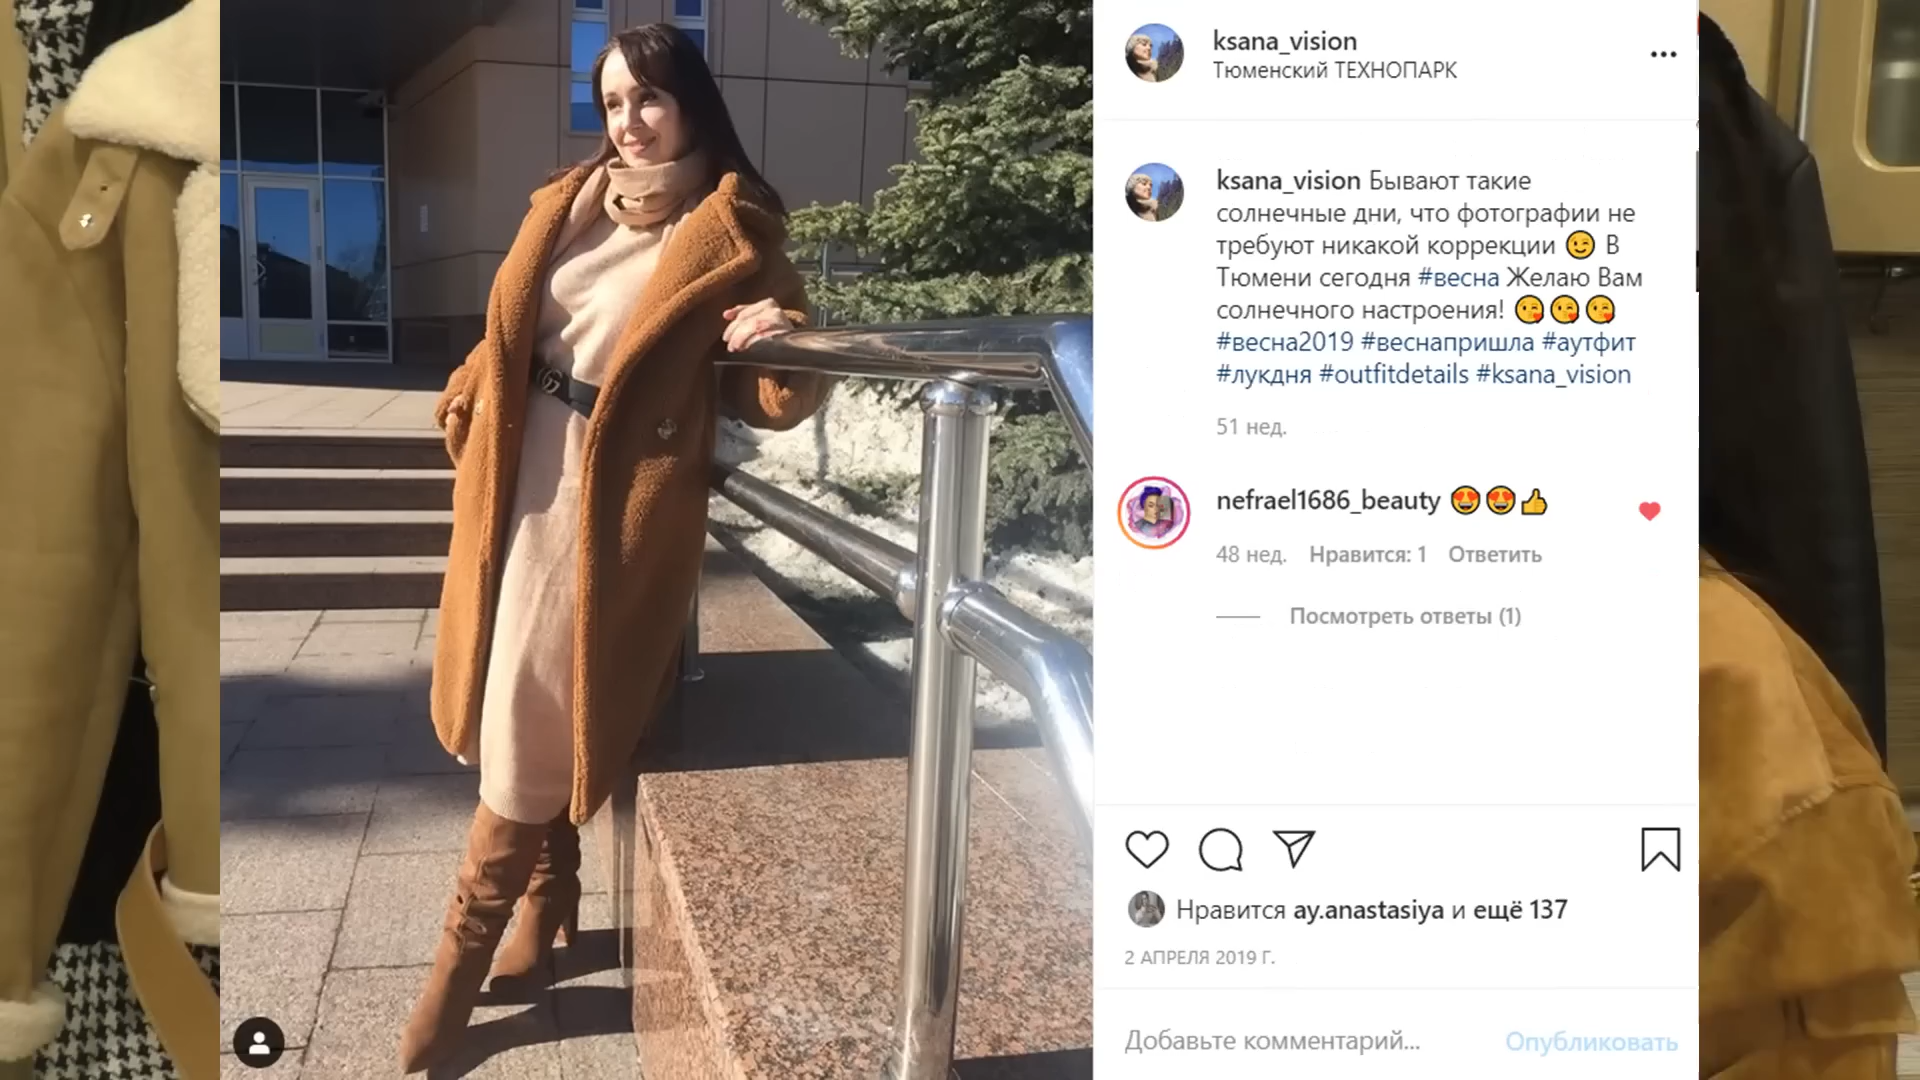 ksana_vision
Тюменский ТЕХНОПАРК
ksana_vision Бывают такие
солнечные дни, что фотографии не
требуют никакой коррекции 😉 В
Тюмени сегодня #весна Желаю Вам
солнечного настроения! 😘😘😘
#весна2019 #веснапришла #аутфит
#лукдня #outfitdetails #ksana_vision
51 нед.
nefrael1686_beauty 😍😍👍
48 нед. Нравится: 1 Ответить
Посмотреть ответы (1)
Нравится ay.anastasiya и ещё 137
2 АПРЕЛЯ 2019 Г.
Добавьте комментарий... Опубликовать